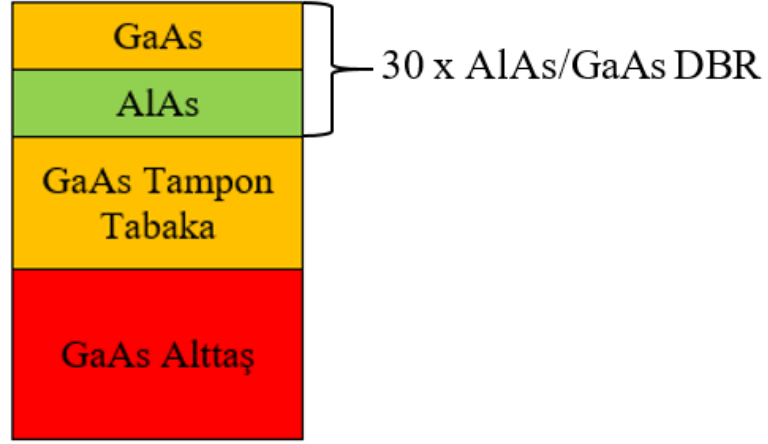 GaAs
30 x AlAs/GaAs DBR
AlAs
GaAs Tampon
Tabaka
GaAs Alttaş